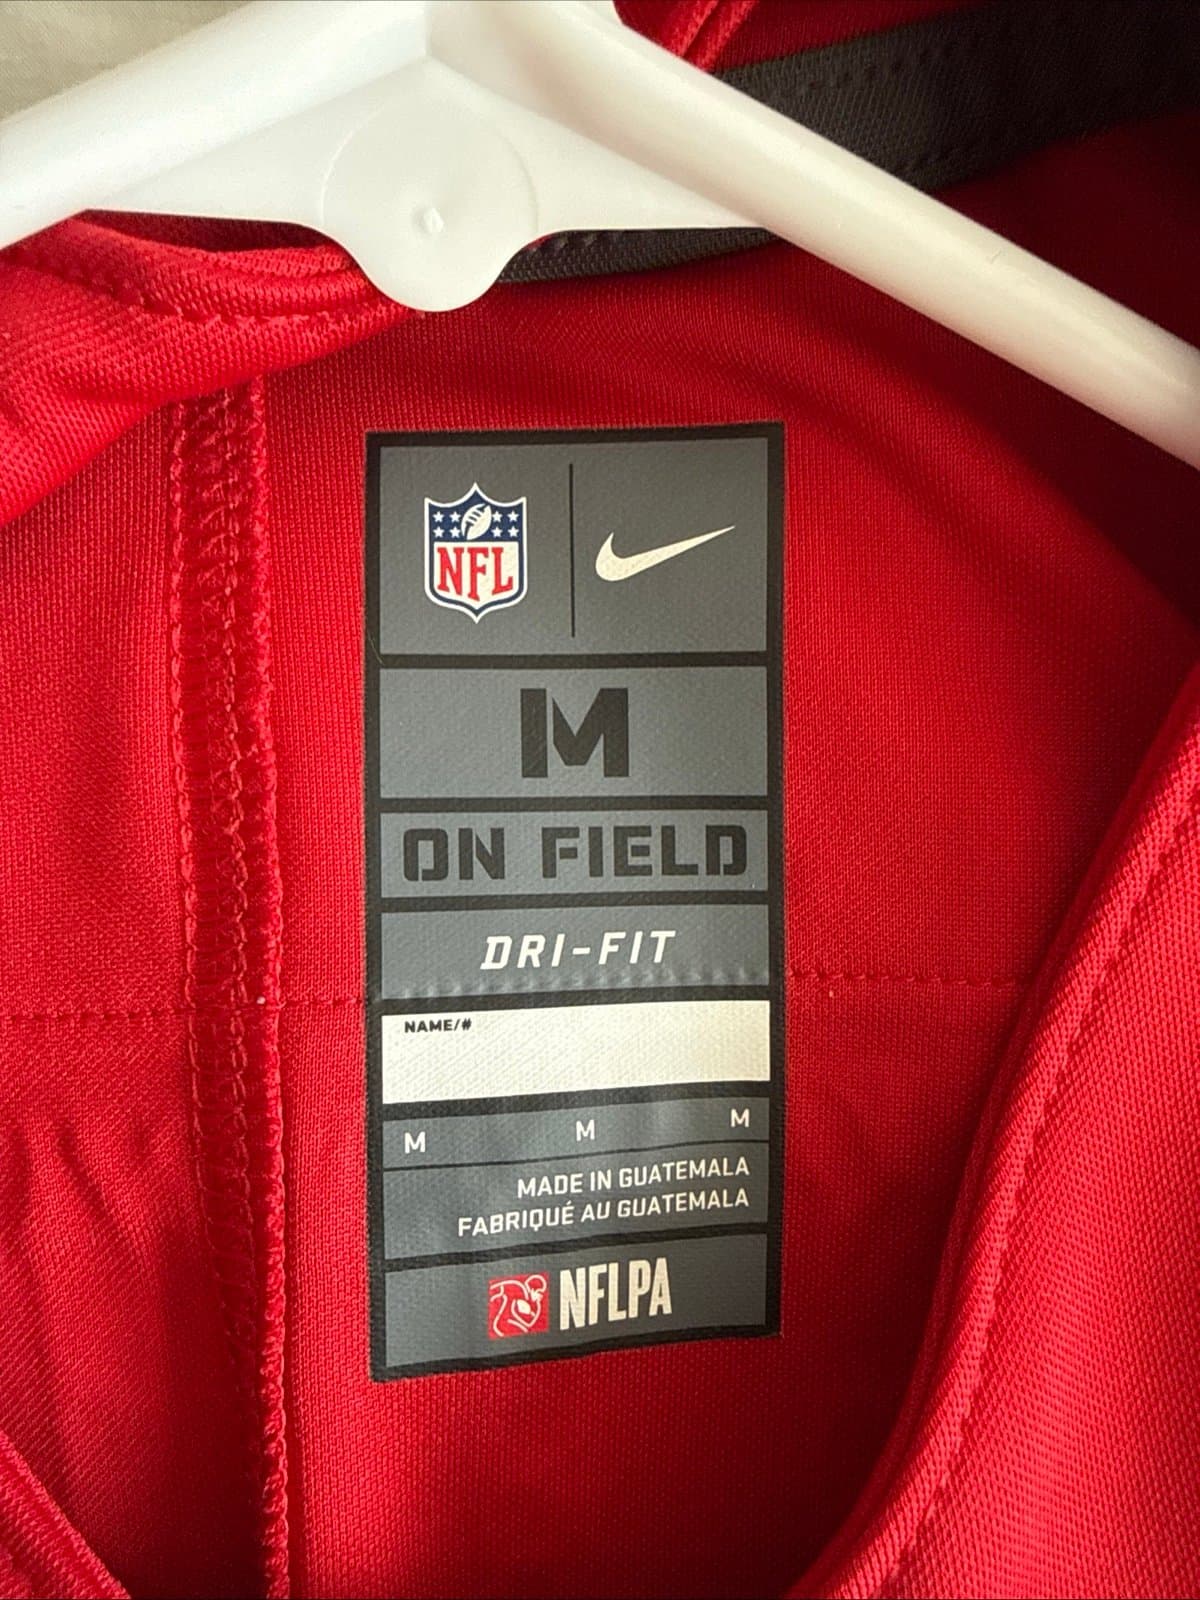 NFL
M
ON FIELD
DRI-FIT
NAME/#
M M M
MADE IN GUATEMALA
FABRIQUÉ AU GUATEMALA
NFLPA